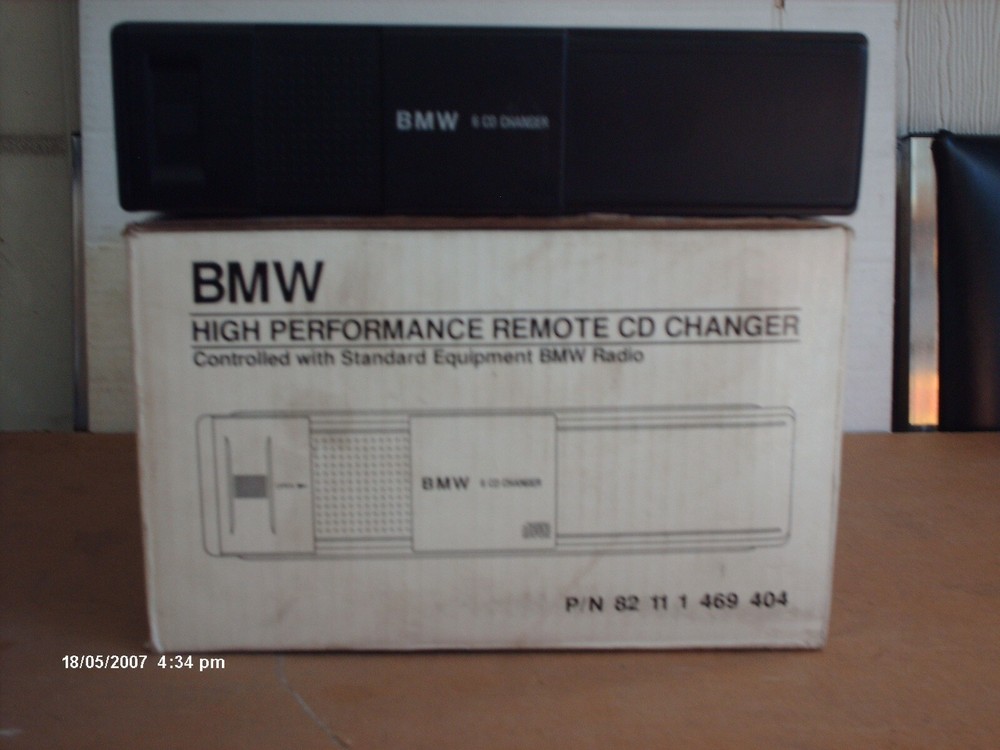 BMW 6 CD CHANGER
BMW
HIGH PERFORMANCE REMOTE CD CHANGER
Controlled with Standard Equipment BMW Radio
BMW 6 CD CHANGER
P/N 82 11 1 469 404
18/05/2007 4:34 pm